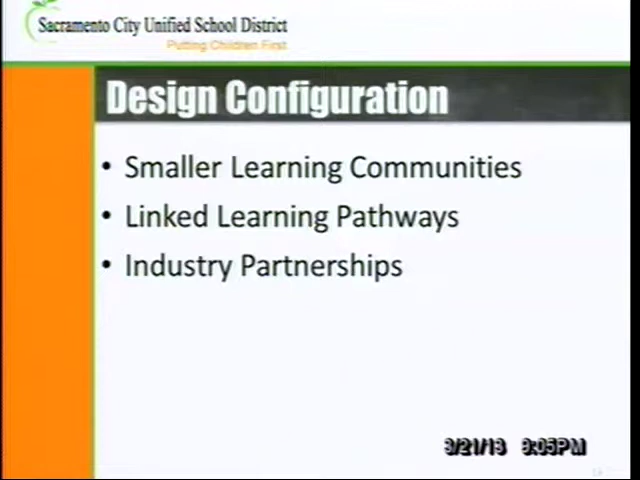 Sacramento City Unified School District
Putting Children First
Design Configuration
• Smaller Learning Communities
• Linked Learning Pathways
• Industry Partnerships
3/21/13 9:05PM